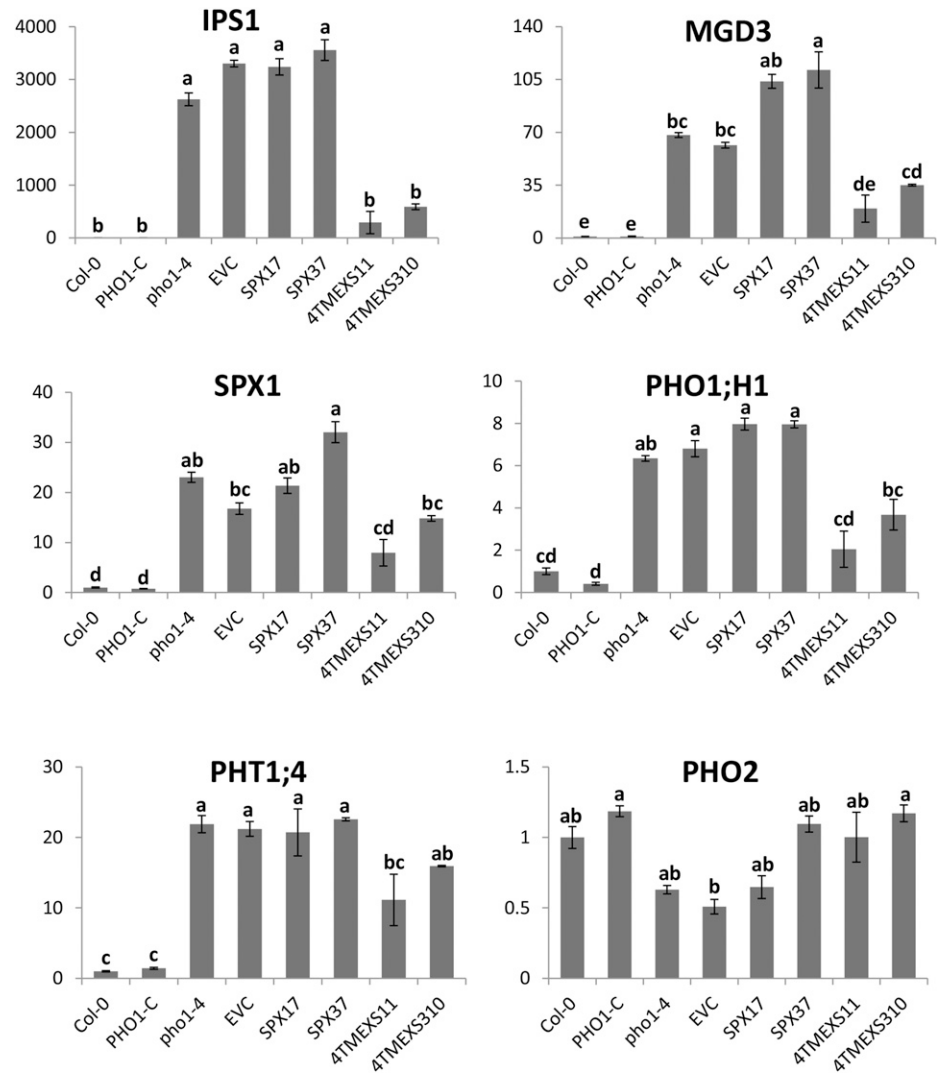 IPS1
4000
3000
2000
1000
0
a
a
a
a
b
b
b
b
Col-0
PHO1-C
pho1-4
EVC
SPX17
SPX37
4TMEXS11
4TMEXS310
MGD3
140
105
70
35
0
e
e
bc
bc
ab
a
de
cd
Col-0
PHO1-C
pho1-4
EVC
SPX17
SPX37
4TMEXS11
4TMEXS310
SPX1
40
30
20
10
0
d
d
ab
bc
ab
a
cd
bc
Col-0
PHO1-C
pho1-4
EVC
SPX17
SPX37
4TMEXS11
4TMEXS310
PHO1;H1
10
8
6
4
2
0
cd
d
ab
a
a
a
cd
bc
Col-0
PHO1-C
pho1-4
EVC
SPX17
SPX37
4TMEXS11
4TMEXS310
PHT1;4
30
20
10
0
c
c
a
a
a
a
bc
ab
Col-0
PHO1-C
pho1-4
EVC
SPX17
SPX37
4TMEXS11
4TMEXS310
PHO2
1.5
1
0.5
0
ab
a
ab
b
ab
ab
ab
a
Col-0
PHO1-C
pho1-4
EVC
SPX17
SPX37
4TMEXS11
4TMEXS310